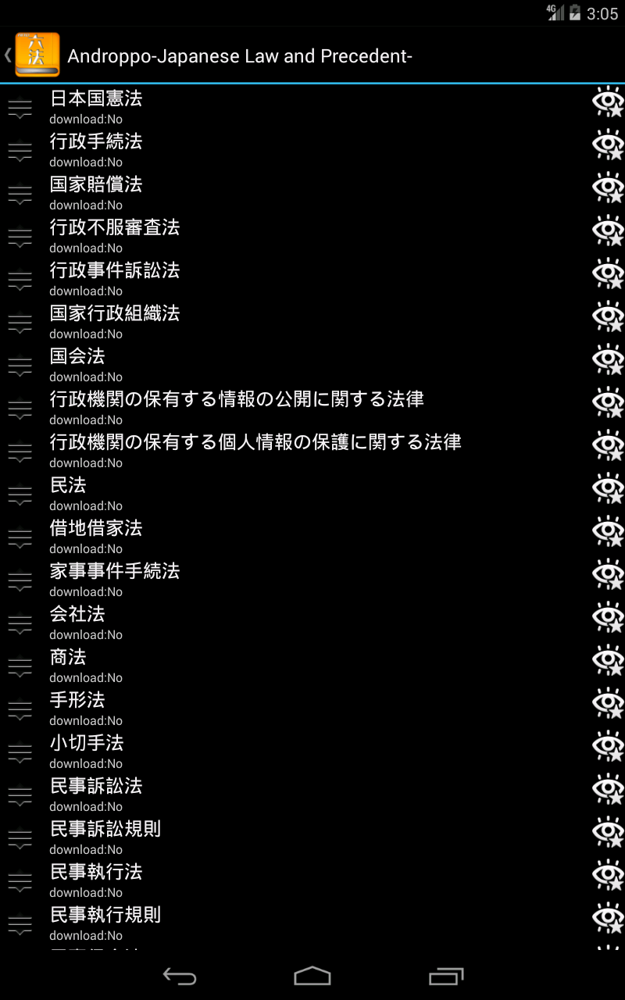 4G 3:05
六法
Androppo-Japanese Law and Precedent-
日本国憲法
download:No
行政手続法
download:No
国家賠償法
download:No
行政不服審査法
download:No
行政事件訴訟法
download:No
国家行政組織法
download:No
国会法
download:No
行政機関の保有する情報の公開に関する法律
download:No
行政機関の保有する個人情報の保護に関する法律
download:No
民法
download:No
借地借家法
download:No
家事事件手続法
download:No
会社法
download:No
商法
download:No
手形法
download:No
小切手法
download:No
民事訴訟法
download:No
民事訴訟規則
download:No
民事執行法
download:No
民事執行規則
download:No